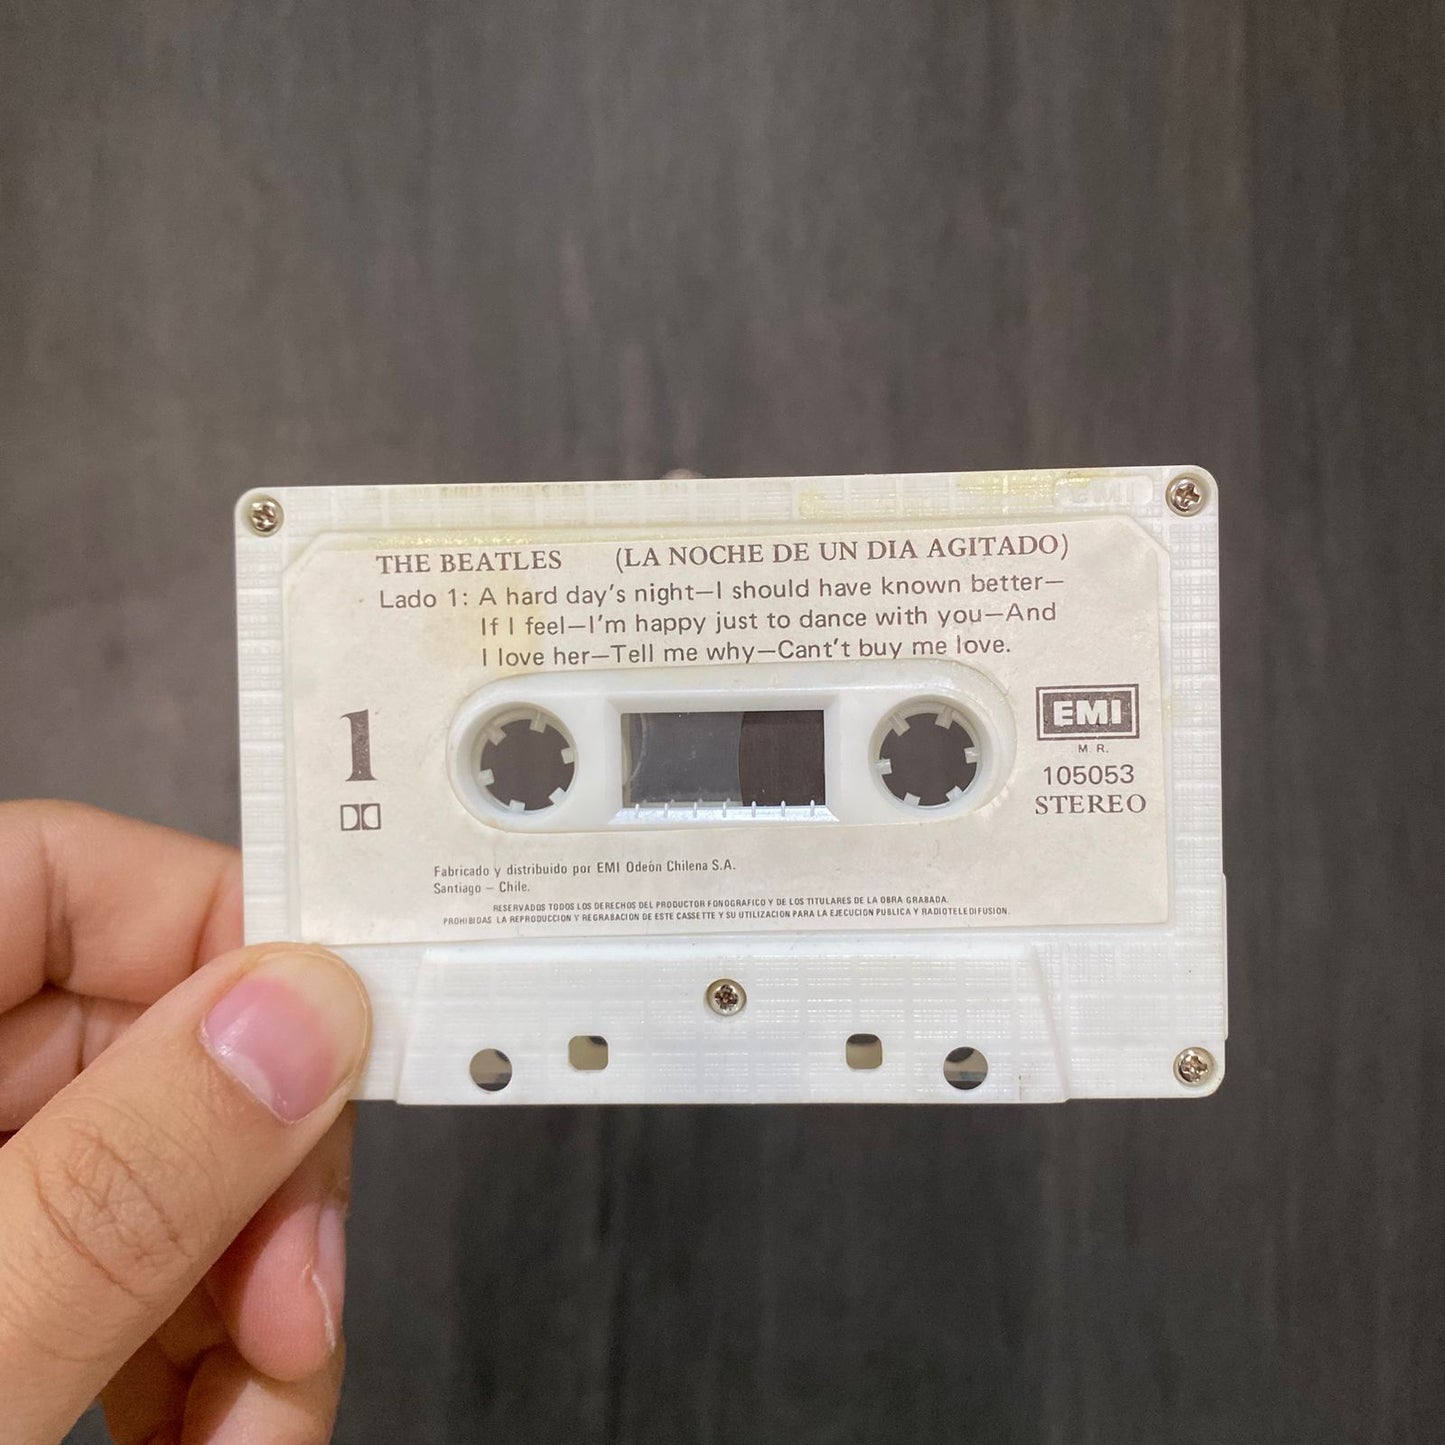 EMI
THE BEATLES (LA NOCHE DE UN DIA AGITADO)
Lado 1: A hard day's night—I should have known better—
If I feel—I'm happy just to dance with you—And
I love her—Tell me why—Cant't buy me love.
1
EMI
M. R.
105053
STEREO
Fabricado y distribuido por EMI Odeón Chilena S.A.
Santiago – Chile.
RESERVADOS TODOS LOS DERECHOS DEL PRODUCTOR FONOGRAFICO Y DE LOS TITULARES DE LA OBRA GRABADA.
PROHIBIDAS LA REPRODUCCION Y REGRABACION DE ESTE CASSETTE Y SU UTILIZACION PARA LA EJECUCION PUBLICA Y RADIOTELEDIFUSION.